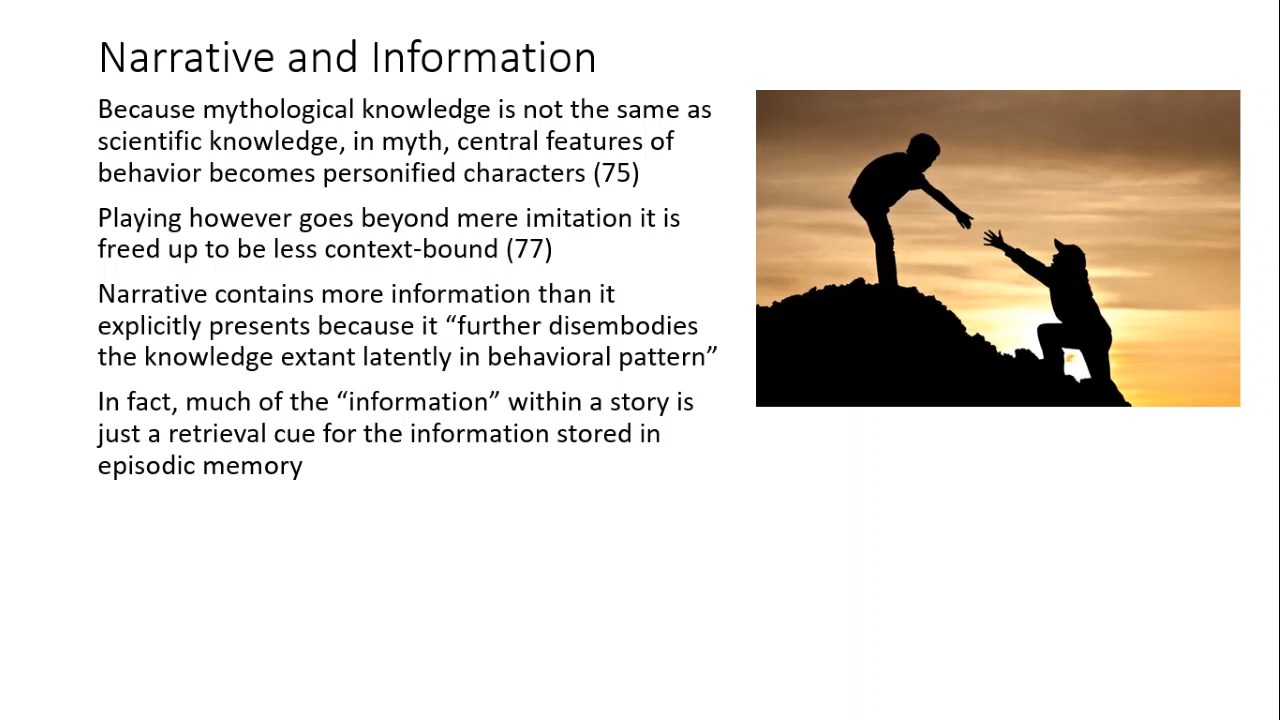 Narrative and Information
Because mythological knowledge is not the same as
scientific knowledge, in myth, central features of
behavior becomes personified characters (75)
Playing however goes beyond mere imitation it is
freed up to be less context-bound (77)
Narrative contains more information than it
explicitly presents because it “further disembodies
the knowledge extant latently in behavioral pattern”
In fact, much of the “information” within a story is
just a retrieval cue for the information stored in
episodic memory